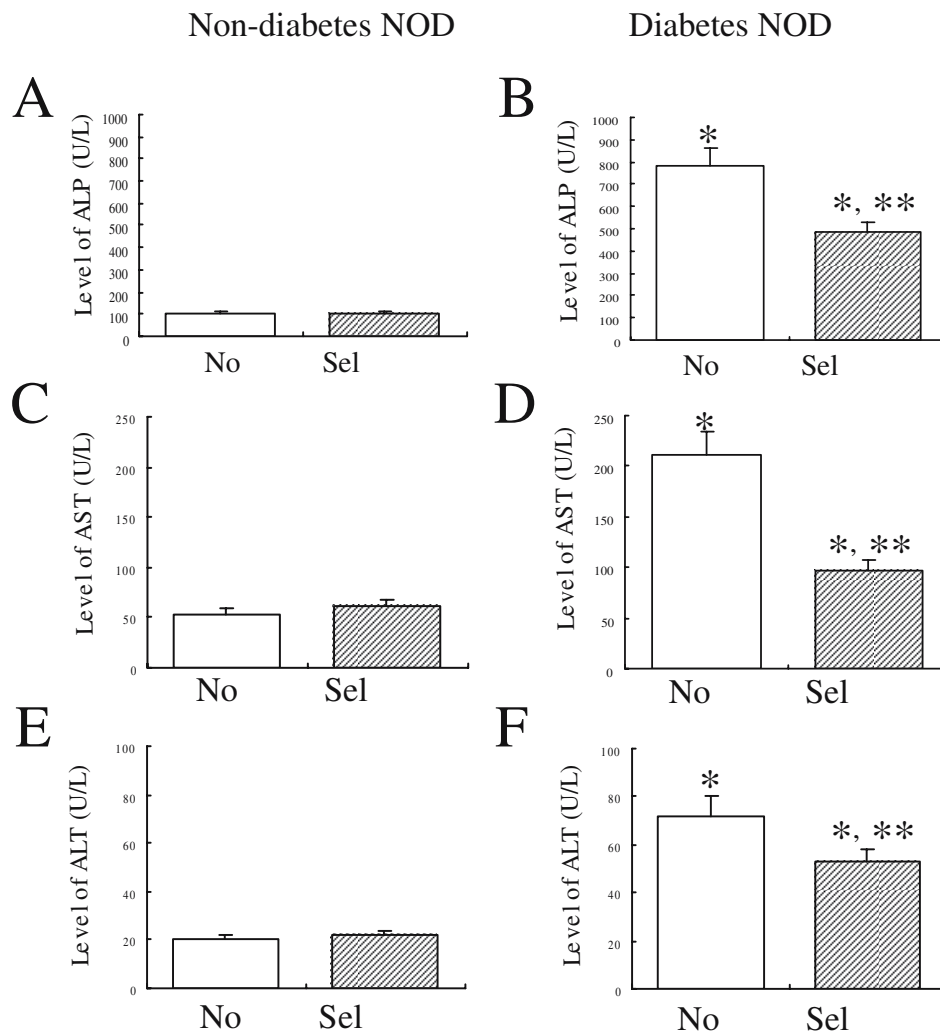 Non-diabetes NOD
Diabetes NOD
A
Level of ALP (U/L)
1000
900
800
700
600
500
400
300
200
100
0
No
Sel
B
Level of ALP (U/L)
1000
900
800
700
600
500
400
300
200
100
0
*
*, **
No
Sel
C
Level of AST (U/L)
250
200
150
100
50
0
No
Sel
D
Level of AST (U/L)
250
200
150
100
50
0
*
*, **
No
Sel
E
Level of ALT (U/L)
100
80
60
40
20
0
No
Sel
F
Level of ALT (U/L)
100
80
60
40
20
0
*
*, **
No
Sel